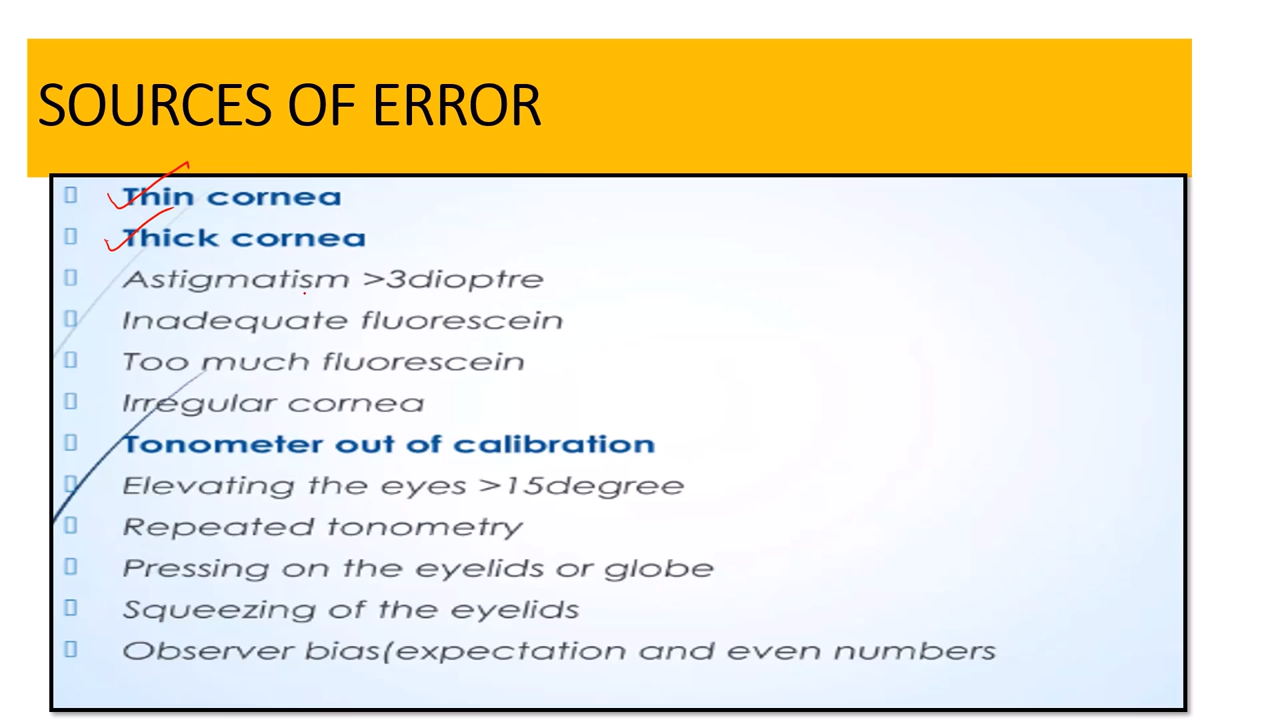 SOURCES OF ERROR
Thin cornea
Thick cornea
Astigmatism >3dioptre
Inadequate fluorescein
Too much fluorescein
Irregular cornea
Tonometer out of calibration
Elevating the eyes >15degree
Repeated tonometry
Pressing on the eyelids or globe
Squeezing of the eyelids
Observer bias(expectation and even numbers